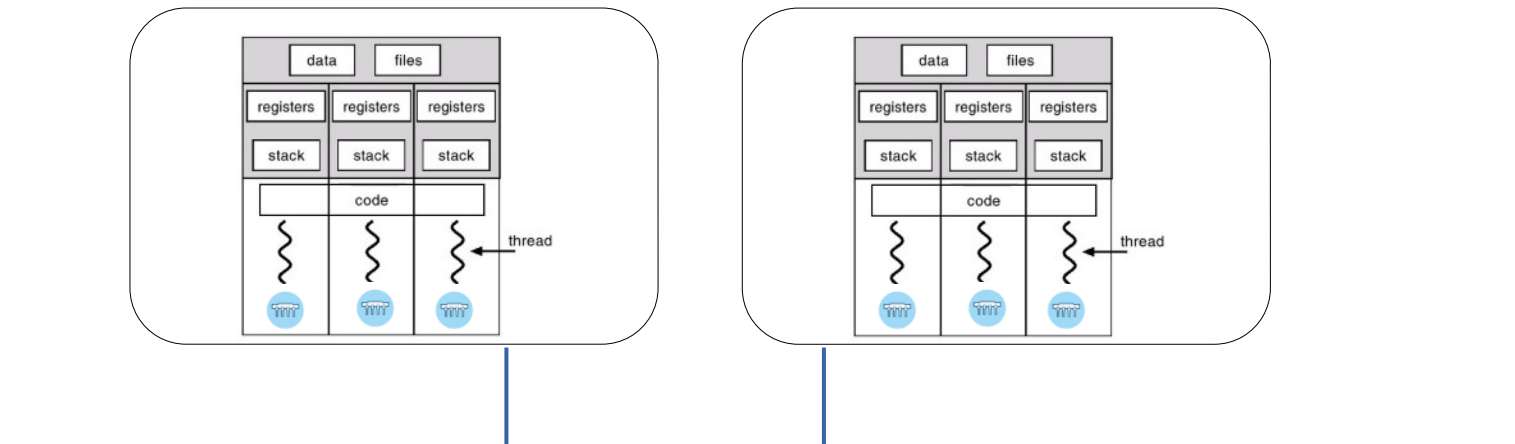 data files
registers registers registers
stack stack stack
code
thread
data files
registers registers registers
stack stack stack
code
thread